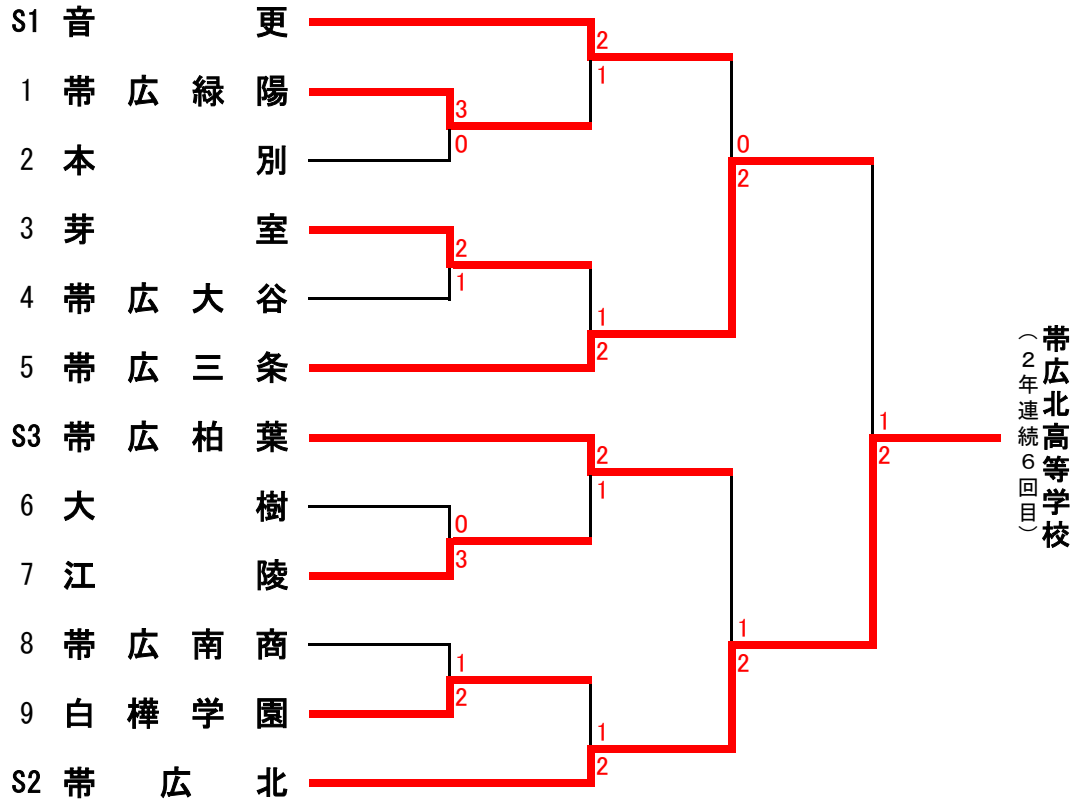 S1 音更
1 帯広緑陽
2 本別
3 芽室
4 帯広大谷
5 帯広三条
S3 帯広柏葉
6 大樹
7 江陵
8 帯広南商
9 白樺学園
S2 帯広北
3
0
2
1
0
3
1
2
2
1
1
2
2
1
1
2
0
2
1
2
1
2
帯広北高等学校
（２年連続６回目）